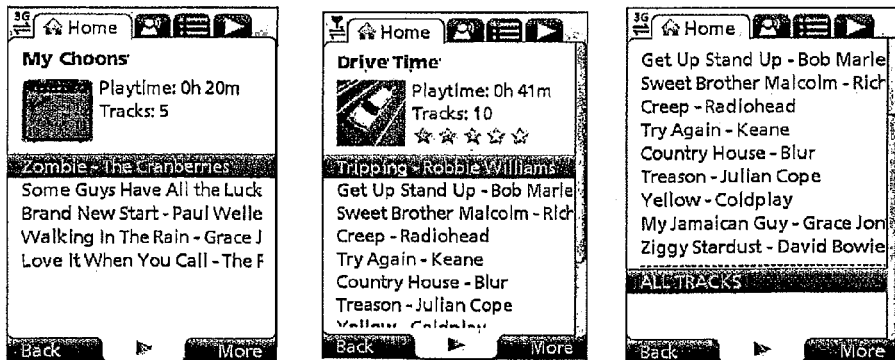 3G
Home
My Choons
Playtime: 0h 20m
Tracks: 5
Zombie - The Cranberries
Some Guys Have All the Luck
Brand New Start - Paul Welle
Walking In The Rain - Grace J
Love It When You Call - The F
Back
More
Home
Drive Time
Playtime: 0h 41m
Tracks: 10
Tripping - Robbie Williams
Get Up Stand Up - Bob Marle
Sweet Brother Malcolm - Rich
Creep - Radiohead
Try Again - Keane
Country House - Blur
Treason - Julian Cope
Yellow - Coldplay
Back
More
3G
Home
Get Up Stand Up - Bob Marle
Sweet Brother Malcolm - Rich
Creep - Radiohead
Try Again - Keane
Country House - Blur
Treason - Julian Cope
Yellow - Coldplay
My Jamaican Guy - Grace Jon
Ziggy Stardust - David Bowie
ALL TRACKS
Back
More